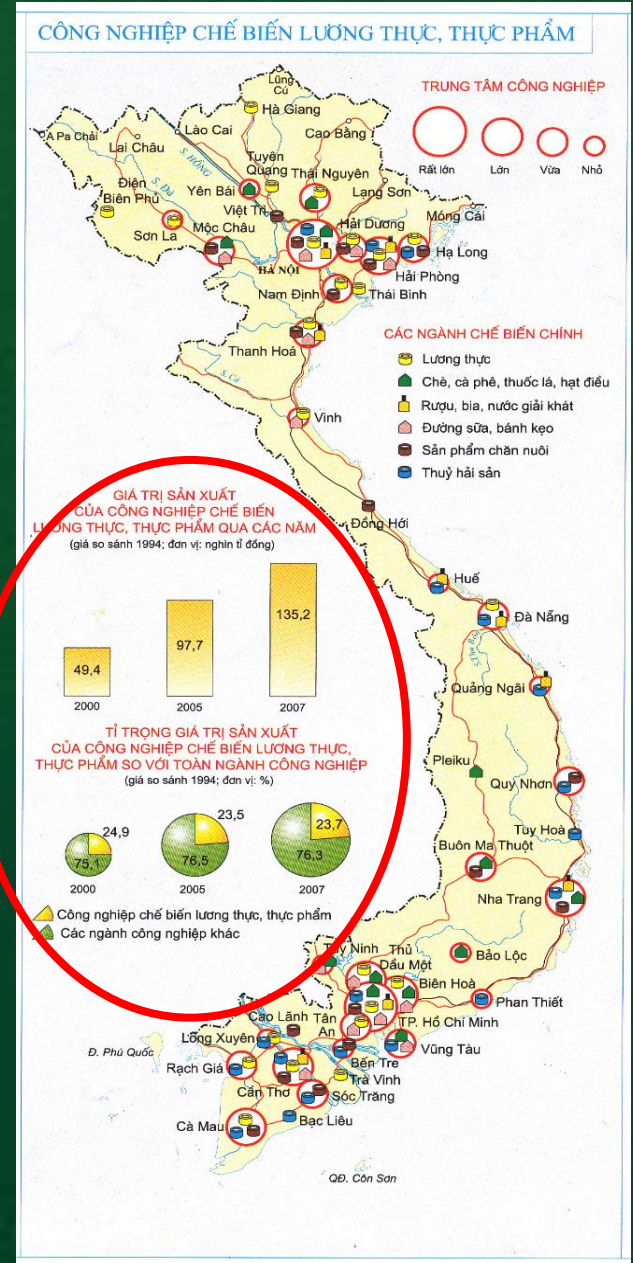 CÔNG NGHIỆP CHẾ BIẾN LƯƠNG THỰC, THỰC PHẨM
TRUNG TÂM CÔNG NGHIỆP
Rất lớn
Lớn
Vừa
Nhỏ
Lũng Cú
Hà Giang
A Pa Chải
Lai Châu
Lào Cai
Cao Bằng
S. HỒNG
Tuyên Quang
Thái Nguyên
Điện Biên Phủ
S. Đà
Yên Bái
Lạng Sơn
Việt Trì
Sơn La
Mộc Châu
Hải Dương
Móng Cái
HÀ NỘI
Hạ Long
Hải Phòng
Nam Định
Thái Bình
Thanh Hoá
S. Cả
CÁC NGÀNH CHẾ BIẾN CHÍNH
Lương thực
Chè, cà phê, thuốc lá, hạt điều
Rượu, bia, nước giải khát
Đường sữa, bánh kẹo
Sản phẩm chăn nuôi
Thuỷ hải sản
Vinh
Đồng Hới
Huế
Đà Nẵng
S. Thu Bồn
Quảng Ngãi
Pleiku
Quy Nhơn
Tuy Hoà
Buôn Ma Thuột
Nha Trang
GIÁ TRỊ SẢN XUẤT
CỦA CÔNG NGHIỆP CHẾ BIẾN
LƯƠNG THỰC, THỰC PHẨM QUA CÁC NĂM
(giá so sánh 1994; đơn vị: nghìn tỉ đồng)
49,4
97,7
135,2
2000
2005
2007
TỈ TRỌNG GIÁ TRỊ SẢN XUẤT
CỦA CÔNG NGHIỆP CHẾ BIẾN LƯƠNG THỰC,
THỰC PHẨM SO VỚI TOÀN NGÀNH CÔNG NGHIỆP
(giá so sánh 1994; đơn vị: %)
24,9
75,1
23,5
76,5
23,7
76,3
2000
2005
2007
Công nghiệp chế biến lương thực, thực phẩm
Các ngành công nghiệp khác
Tây Ninh
Thủ Dầu Một
Bảo Lộc
Biên Hoà
Phan Thiết
Cao Lãnh
Tân An
TP. Hồ Chí Minh
Vũng Tàu
Long Xuyên
Đ. Phú Quốc
Rạch Giá
Bến Tre
Trà Vinh
Cần Thơ
Sóc Trăng
Cà Mau
Bạc Liêu
QĐ. Côn Sơn